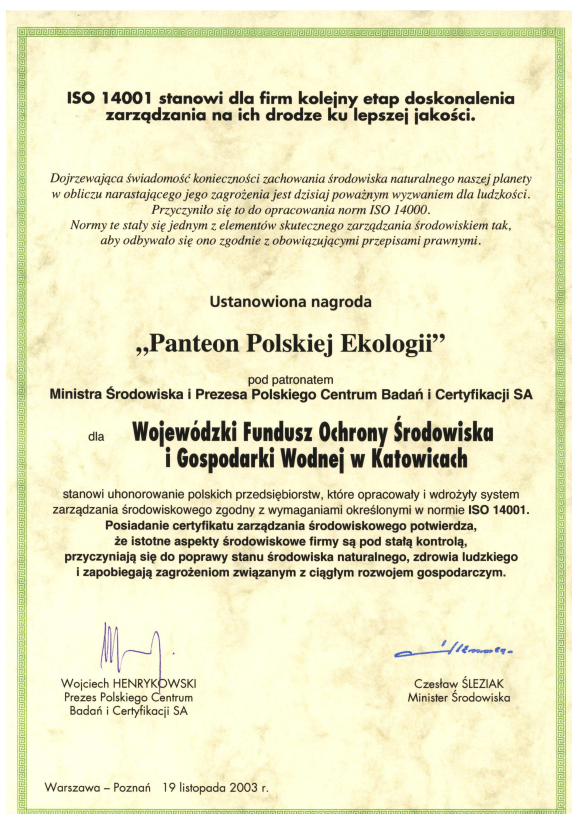 ISO 14001 stanowi dla firm kolejny etap doskonalenia
zarządzania na ich drodze ku lepszej jakości.
Dojrzewająca świadomość konieczności zachowania środowiska naturalnego naszej planety
w obliczu narastającego jego zagrożenia jest dzisiaj poważnym wyzwaniem dla ludzkości.
Przyczyniło się to do opracowania norm ISO 14000.
Normy te stały się jednym z elementów skutecznego zarządzania środowiskiem tak,
aby odbywało się ono zgodnie z obowiązującymi przepisami prawnymi.
Ustanowiona nagroda
„Panteon Polskiej Ekologii”
pod patronatem
Ministra Środowiska i Prezesa Polskiego Centrum Badań i Certyfikacji SA
dla Wojewódzki Fundusz Ochrony Środowiska
i Gospodarki Wodnej w Katowicach
stanowi uhonorowanie polskich przedsiębiorstw, które opracowały i wdrożyły system
zarządzania środowiskowego zgodny z wymaganiami określonymi w normie ISO 14001.
Posiadanie certyfikatu zarządzania środowiskowego potwierdza,
że istotne aspekty środowiskowe firmy są pod stałą kontrolą,
przyczyniają się do poprawy stanu środowiska naturalnego, zdrowia ludzkiego
i zapobiegają zagrożeniom związanym z ciągłym rozwojem gospodarczym.
Wojciech HENRYKOWSKI
Prezes Polskiego Centrum
Badań i Certyfikacji SA
Czesław ŚLEZIAK
Minister Środowiska
Warszawa – Poznań 19 listopada 2003 r.